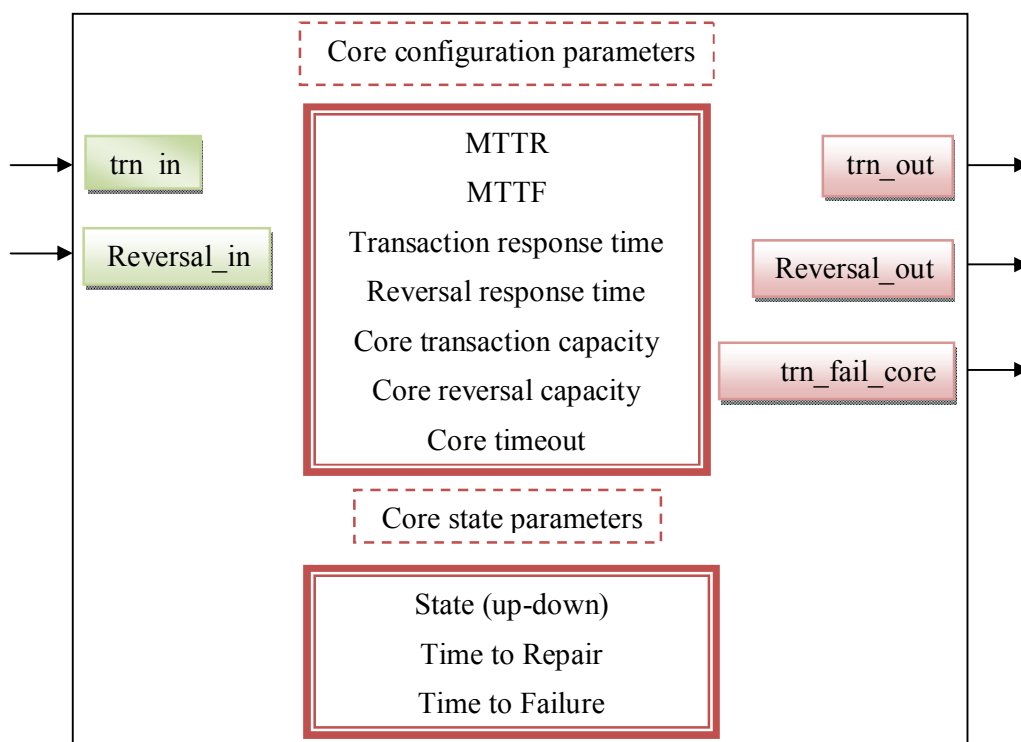 Core configuration parameters
trn_in
Reversal_in
MTTR
MTTF
Transaction response time
Reversal response time
Core transaction capacity
Core reversal capacity
Core timeout
trn_out
Reversal_out
trn_fail_core
Core state parameters
State (up-down)
Time to Repair
Time to Failure